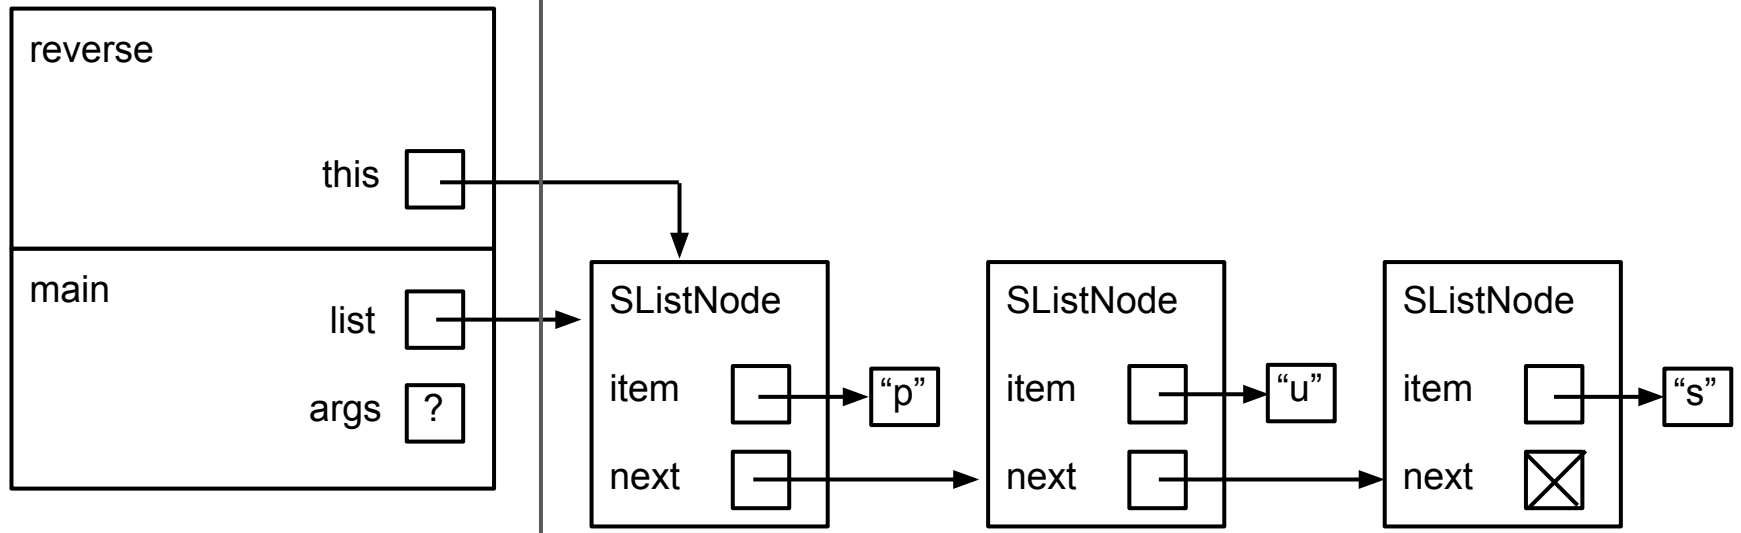 reverse
this
main
list
args ?
SListNode
item “p”
next
SListNode
item “u”
next
SListNode
item “s”
next